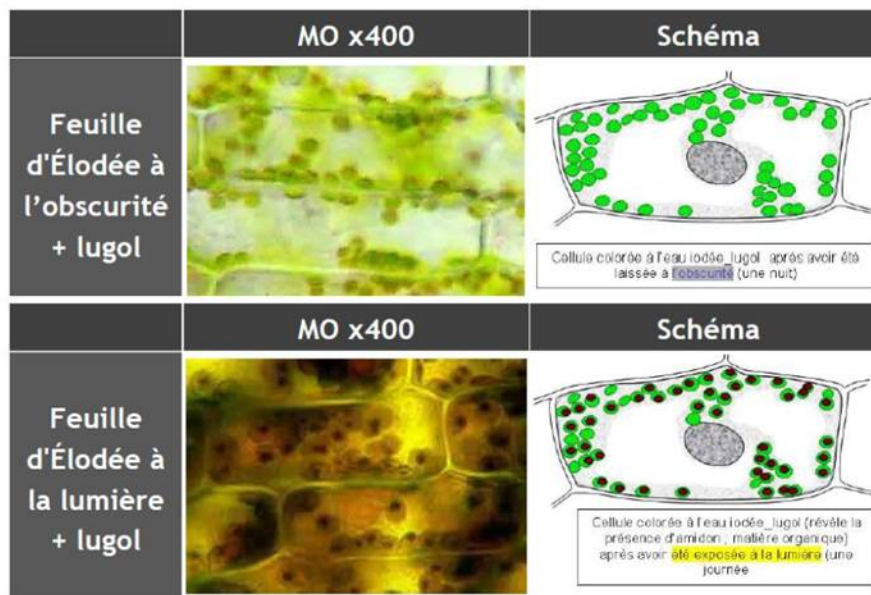 MO x400
Schéma
Feuille
d'Élodée à
l'obscurité
+ lugol
Cellule colorée à l'eau iodée_lugol après avoir été
laissée à l'obscurité (une nuit)
MO x400
Schéma
Feuille
d'Élodée à
la lumière
+ lugol
Cellule colorée à l'eau iodée_lugol (révèle la
présence d'amidon ; matière organique)
après avoir été exposée à la lumière (une
journée